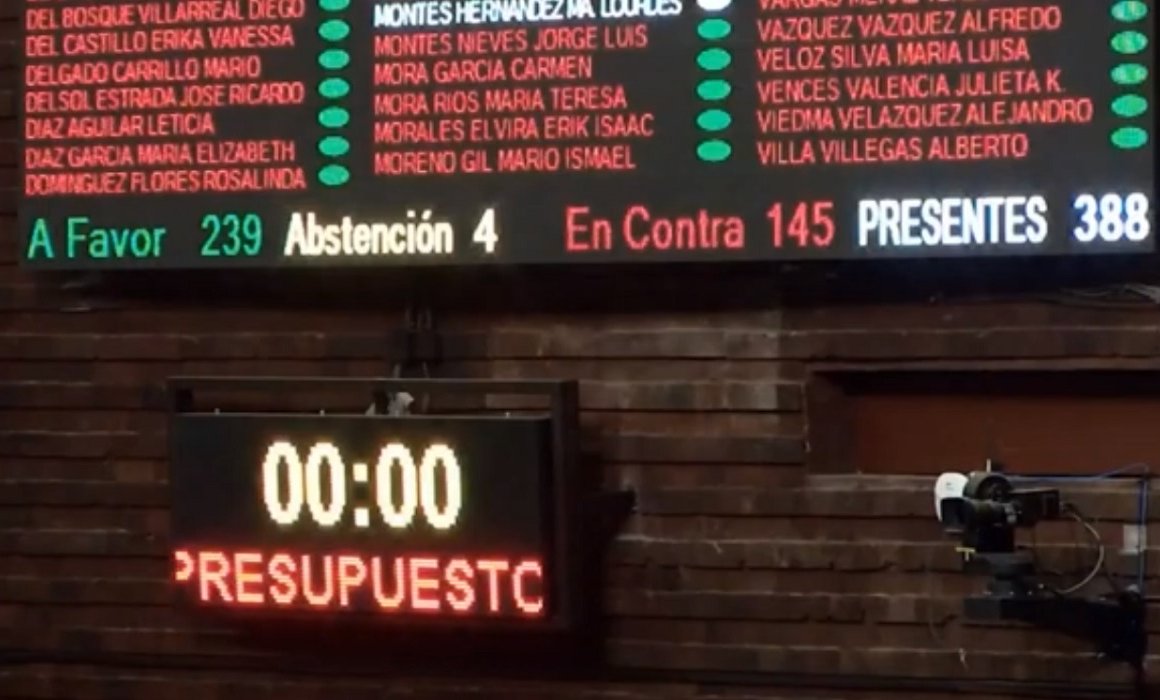 DEL BOSQUE VILLARREAL DIEGO
DEL CASTILLO ERIKA VANESSA
DELGADO CARRILLO MARIO
DELSOL ESTRADA JOSE RICARDO
DIAZ AGUILAR LETICIA
DIAZ GARCIA MARIA ELIZABETH
DOMINGUEZ FLORES ROSALINDA
MONTES HERNANDEZ MA. LOURDES
MONTES NIEVES JORGE LUIS
MORA GARCIA CARMEN
MORA RIOS MARIA TERESA
MORALES ELVIRA ERIK ISAAC
MORENO GIL MARIO ISMAEL
VAZQUEZ VAZQUEZ ALFREDO
VELOZ SILVA MARIA LUISA
VENCES VALENCIA JULIETA K.
VIEDMA VELAZQUEZ ALEJANDRO
VILLA VILLEGAS ALBERTO
A Favor 239 Abstención 4 En Contra 145 PRESENTES 388
00:00
PRESUPUESTO